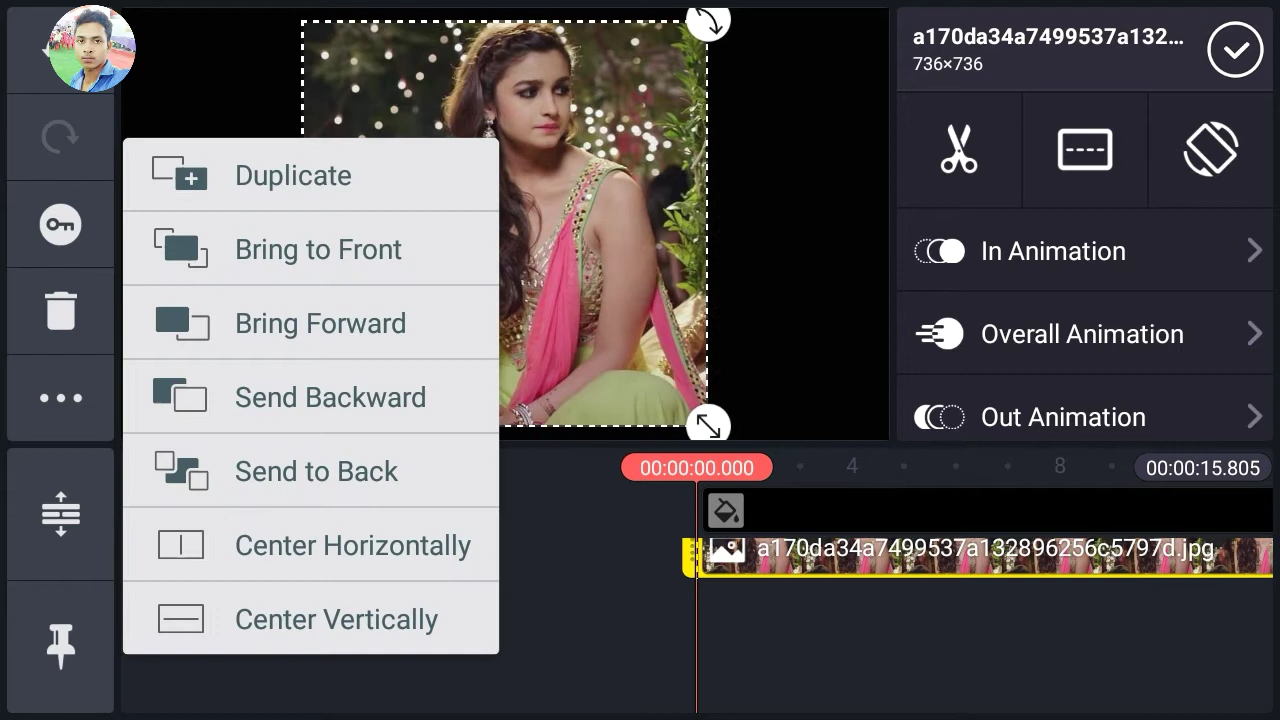 a170da34a7499537a132...
736×736
Duplicate
Bring to Front
Bring Forward
Send Backward
Send to Back
Center Horizontally
Center Vertically
In Animation
Overall Animation
Out Animation
00:00:00.000
4
8
00:00:15.805
a170da34a7499537a132896256c5797d.jpg